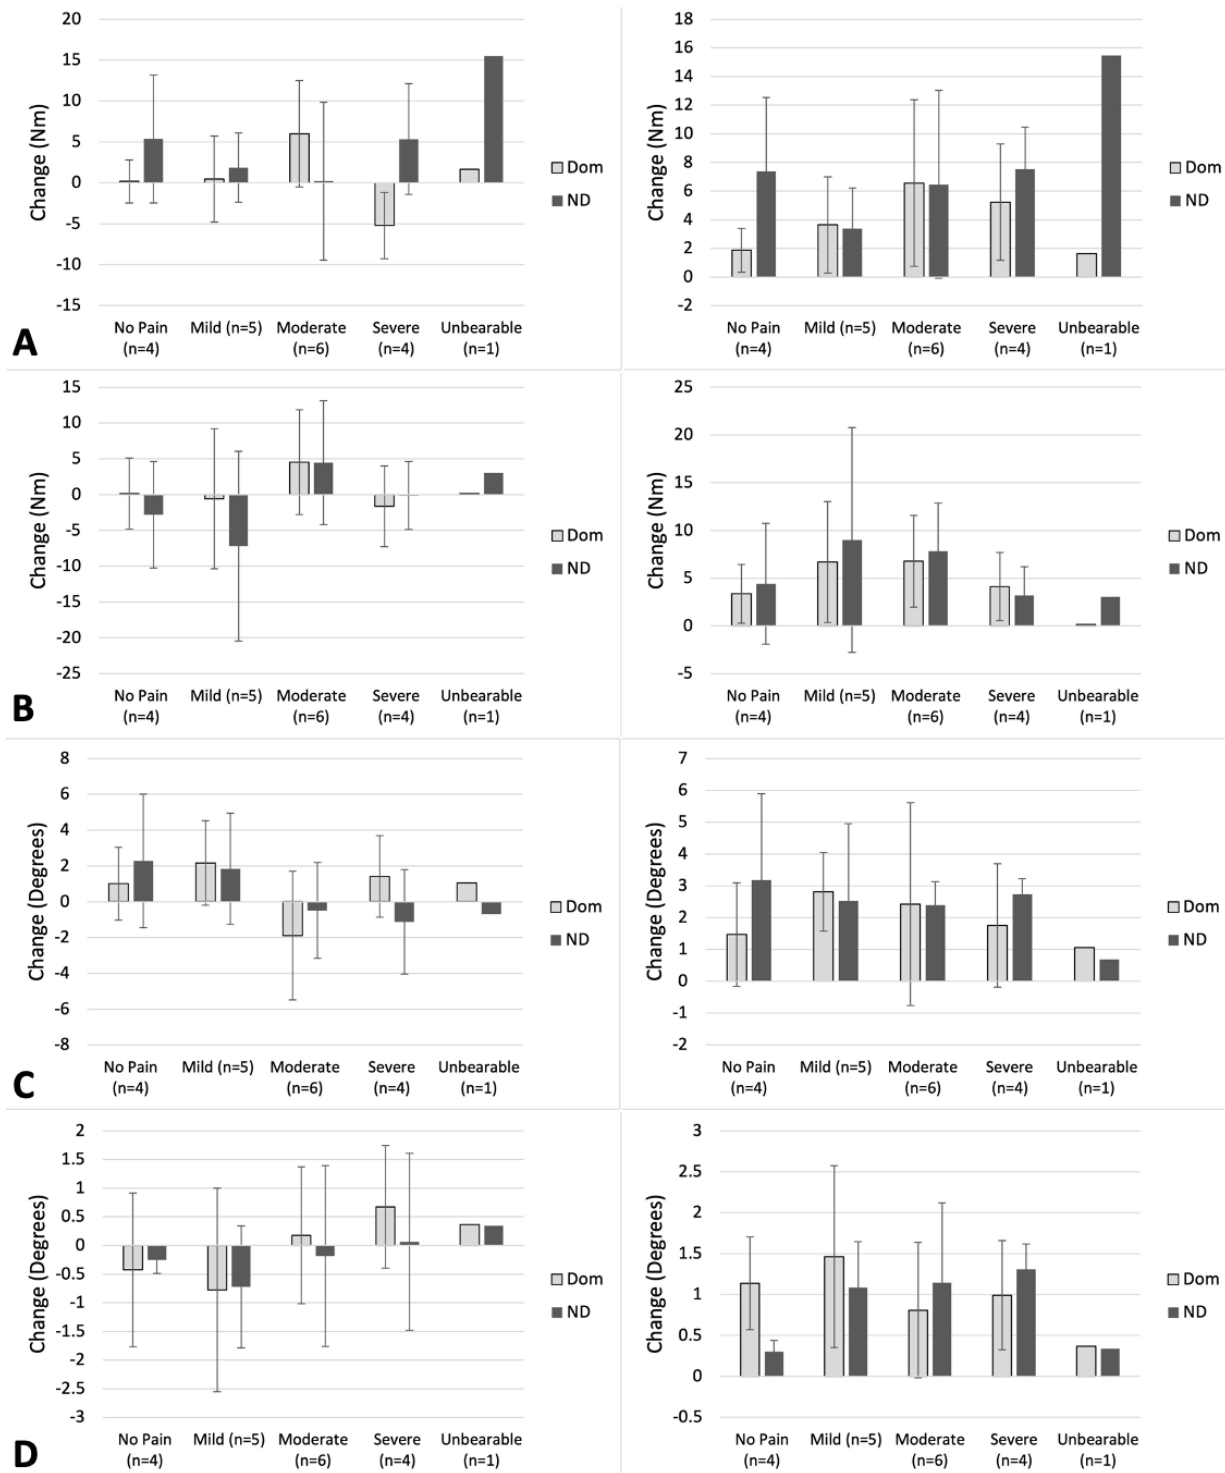 20
15
10
5
0
-5
-10
-15
Change (Nm)
No Pain (n=4)
Mild (n=5)
Moderate (n=6)
Severe (n=4)
Unbearable (n=1)
Dom
ND
A
18
16
14
12
10
8
6
4
2
0
-2
Change (Nm)
No Pain (n=4)
Mild (n=5)
Moderate (n=6)
Severe (n=4)
Unbearable (n=1)
Dom
ND
15
10
5
0
-5
-10
-15
-20
-25
Change (Nm)
No Pain (n=4)
Mild (n=5)
Moderate (n=6)
Severe (n=4)
Unbearable (n=1)
Dom
ND
B
25
20
15
10
5
0
-5
Change (Nm)
No Pain (n=4)
Mild (n=5)
Moderate (n=6)
Severe (n=4)
Unbearable (n=1)
Dom
ND
8
6
4
2
0
-2
-4
-6
-8
Change (Degrees)
No Pain (n=4)
Mild (n=5)
Moderate (n=6)
Severe (n=4)
Unbearable (n=1)
Dom
ND
C
7
6
5
4
3
2
1
0
-1
-2
Change (Degrees)
No Pain (n=4)
Mild (n=5)
Moderate (n=6)
Severe (n=4)
Unbearable (n=1)
Dom
ND
2
1.5
1
0.5
0
-0.5
-1
-1.5
-2
-2.5
-3
Change (Degrees)
No Pain (n=4)
Mild (n=5)
Moderate (n=6)
Severe (n=4)
Unbearable (n=1)
Dom
ND
D
3
2.5
2
1.5
1
0.5
0
-0.5
Change (Degrees)
No Pain (n=4)
Mild (n=5)
Moderate (n=6)
Severe (n=4)
Unbearable (n=1)
Dom
ND